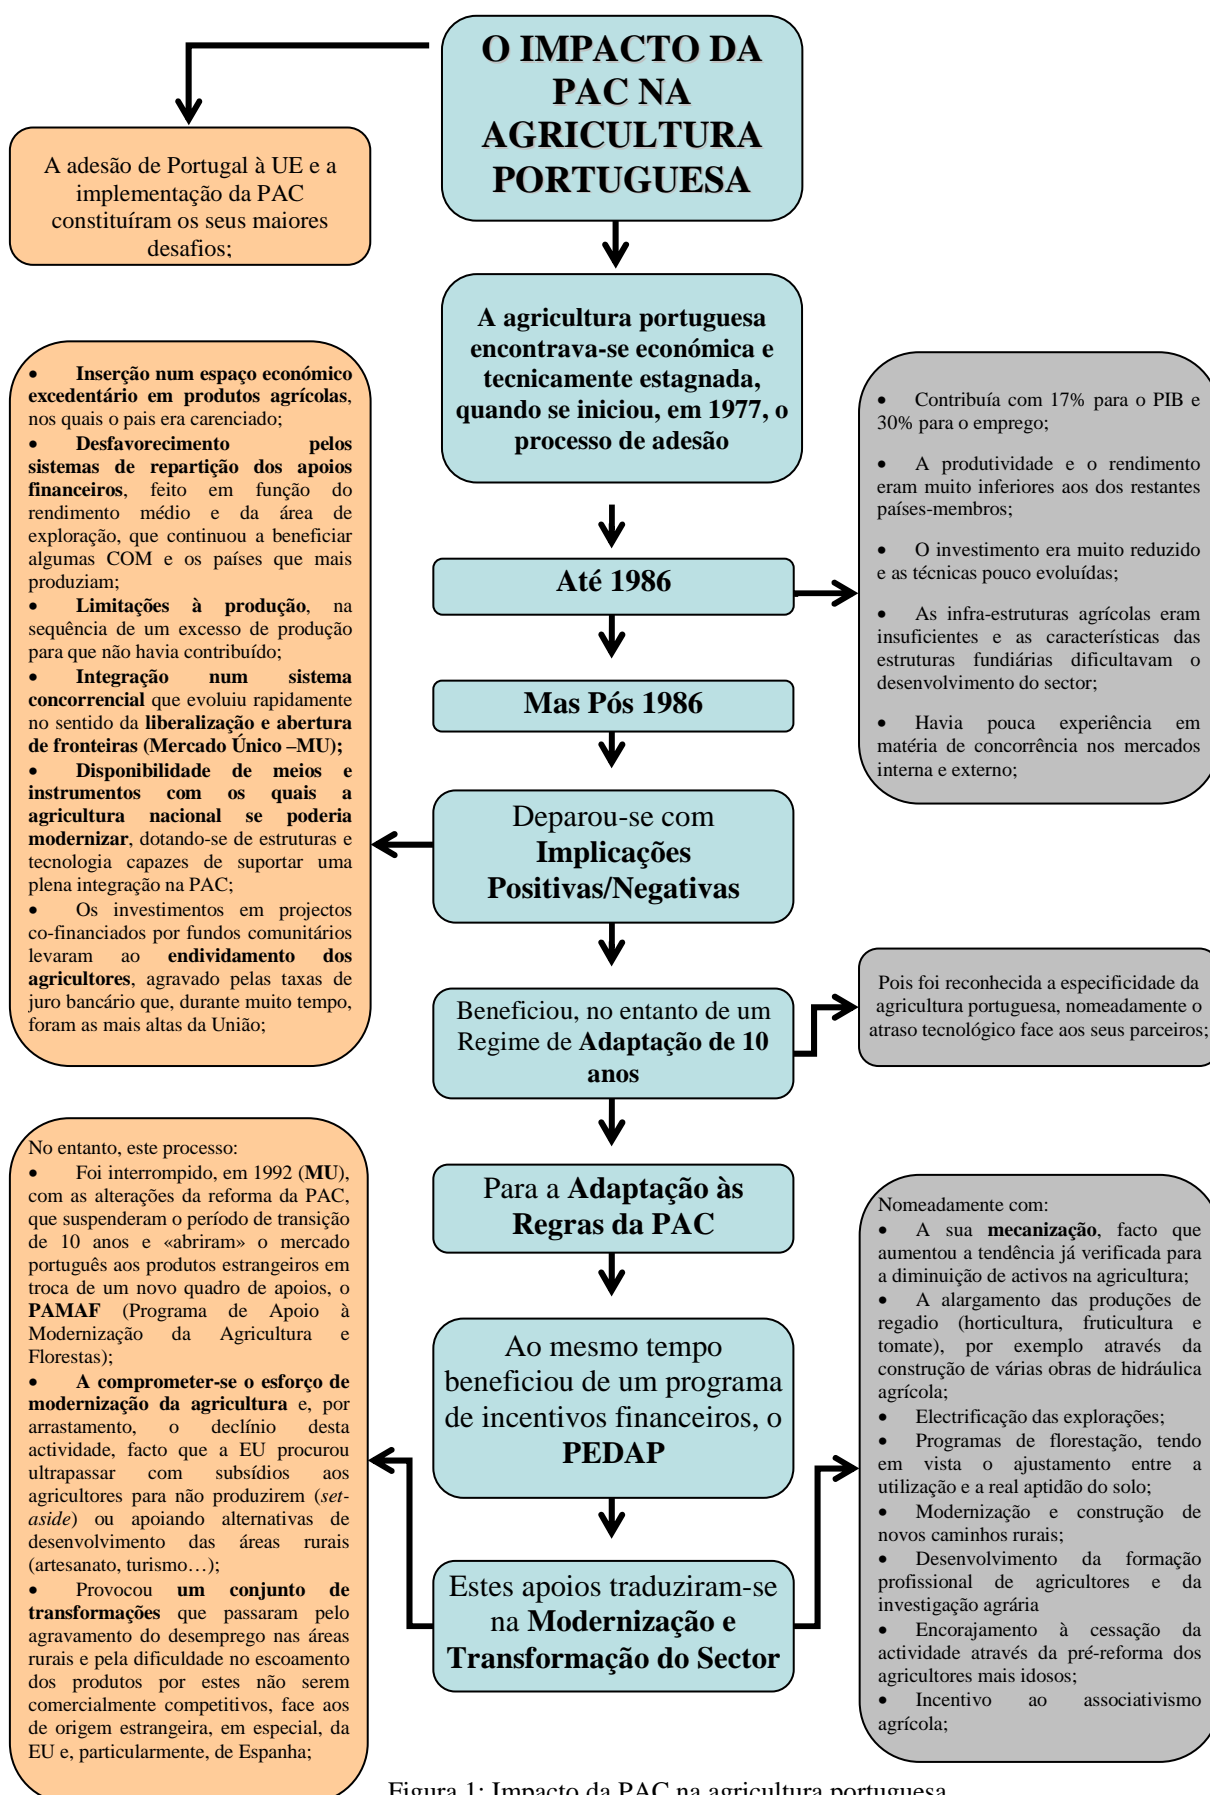 O IMPACTO DA
PAC NA
AGRICULTURA
PORTUGUESA
A adesão de Portugal à UE e a
implementação da PAC
constituíram os seus maiores
desafios;
A agricultura portuguesa
encontrava-se económica e
tecnicamente estagnada,
quando se iniciou, em 1977, o
processo de adesão
Até 1986
• Contribuía com 17% para o PIB e
30% para o emprego;
• A produtividade e o rendimento
eram muito inferiores aos dos restantes
países-membros;
• O investimento era muito reduzido
e as técnicas pouco evoluídas;
• As infra-estruturas agrícolas eram
insuficientes e as características das
estruturas fundiárias dificultavam o
desenvolvimento do sector;
• Havia pouca experiência em
matéria de concorrência nos mercados
interna e externo;
Mas Pós 1986
Deparou-se com
Implicações
Positivas/Negativas
• Inserção num espaço económico
excedentário em produtos agrícolas,
nos quais o pais era carenciado;
• Desfavorecimento pelos
sistemas de repartição dos apoios
financeiros, feito em função do
rendimento médio e da área de
exploração, que continuou a beneficiar
algumas COM e os países que mais
produziam;
• Limitações à produção, na
sequência de um excesso de produção
para que não havia contribuído;
• Integração num sistema
concorrencial que evoluiu rapidamente
no sentido da liberalização e abertura
de fronteiras (Mercado Único –MU);
• Disponibilidade de meios e
instrumentos com os quais a
agricultura nacional se poderia
modernizar, dotando-se de estruturas e
tecnologia capazes de suportar uma
plena integração na PAC;
• Os investimentos em projectos
co-financiados por fundos comunitários
levaram ao endividamento dos
agricultores, agravado pelas taxas de
juro bancário que, durante muito tempo,
foram as mais altas da União;
Beneficiou, no entanto de um
Regime de Adaptação de 10
anos
Pois foi reconhecida a especificidade da
agricultura portuguesa, nomeadamente o
atraso tecnológico face aos seus parceiros;
Para a Adaptação às
Regras da PAC
Ao mesmo tempo
beneficiou de um programa
de incentivos financeiros, o
PEDAP
Estes apoios traduziram-se
na Modernização e
Transformação do Sector
No entanto, este processo:
• Foi interrompido, em 1992 (MU),
com as alterações da reforma da PAC,
que suspenderam o período de transição
de 10 anos e «abriram» o mercado
português aos produtos estrangeiros em
troca de um novo quadro de apoios, o
PAMAF (Programa de Apoio à
Modernização da Agricultura e
Florestas);
• A comprometer-se o esforço de
modernização da agricultura e, por
arrastamento, o declínio desta
actividade, facto que a EU procurou
ultrapassar com subsídios aos
agricultores para não produzirem (set-
aside) ou apoiando alternativas de
desenvolvimento das áreas rurais
(artesanato, turismo…);
• Provocou um conjunto de
transformações que passaram pelo
agravamento do desemprego nas áreas
rurais e pela dificuldade no escoamento
dos produtos por estes não serem
comercialmente competitivos, face aos
de origem estrangeira, em especial, da
EU e, particularmente, de Espanha;
Nomeadamente com:
• A sua mecanização, facto que
aumentou a tendência já verificada para
a diminuição de activos na agricultura;
• A alargamento das produções de
regadio (horticultura, fruticultura e
tomate), por exemplo através da
construção de várias obras de hidráulica
agrícola;
• Electrificação das explorações;
• Programas de florestação, tendo
em vista o ajustamento entre a
utilização e a real aptidão do solo;
• Modernização e construção de
novos caminhos rurais;
• Desenvolvimento da formação
profissional de agricultores e da
investigação agrária
• Encorajamento à cessação da
actividade através da pré-reforma dos
agricultores mais idosos;
• Incentivo ao associativismo
agrícola;
Figura 1: Impacto da PAC na agricultura portuguesa